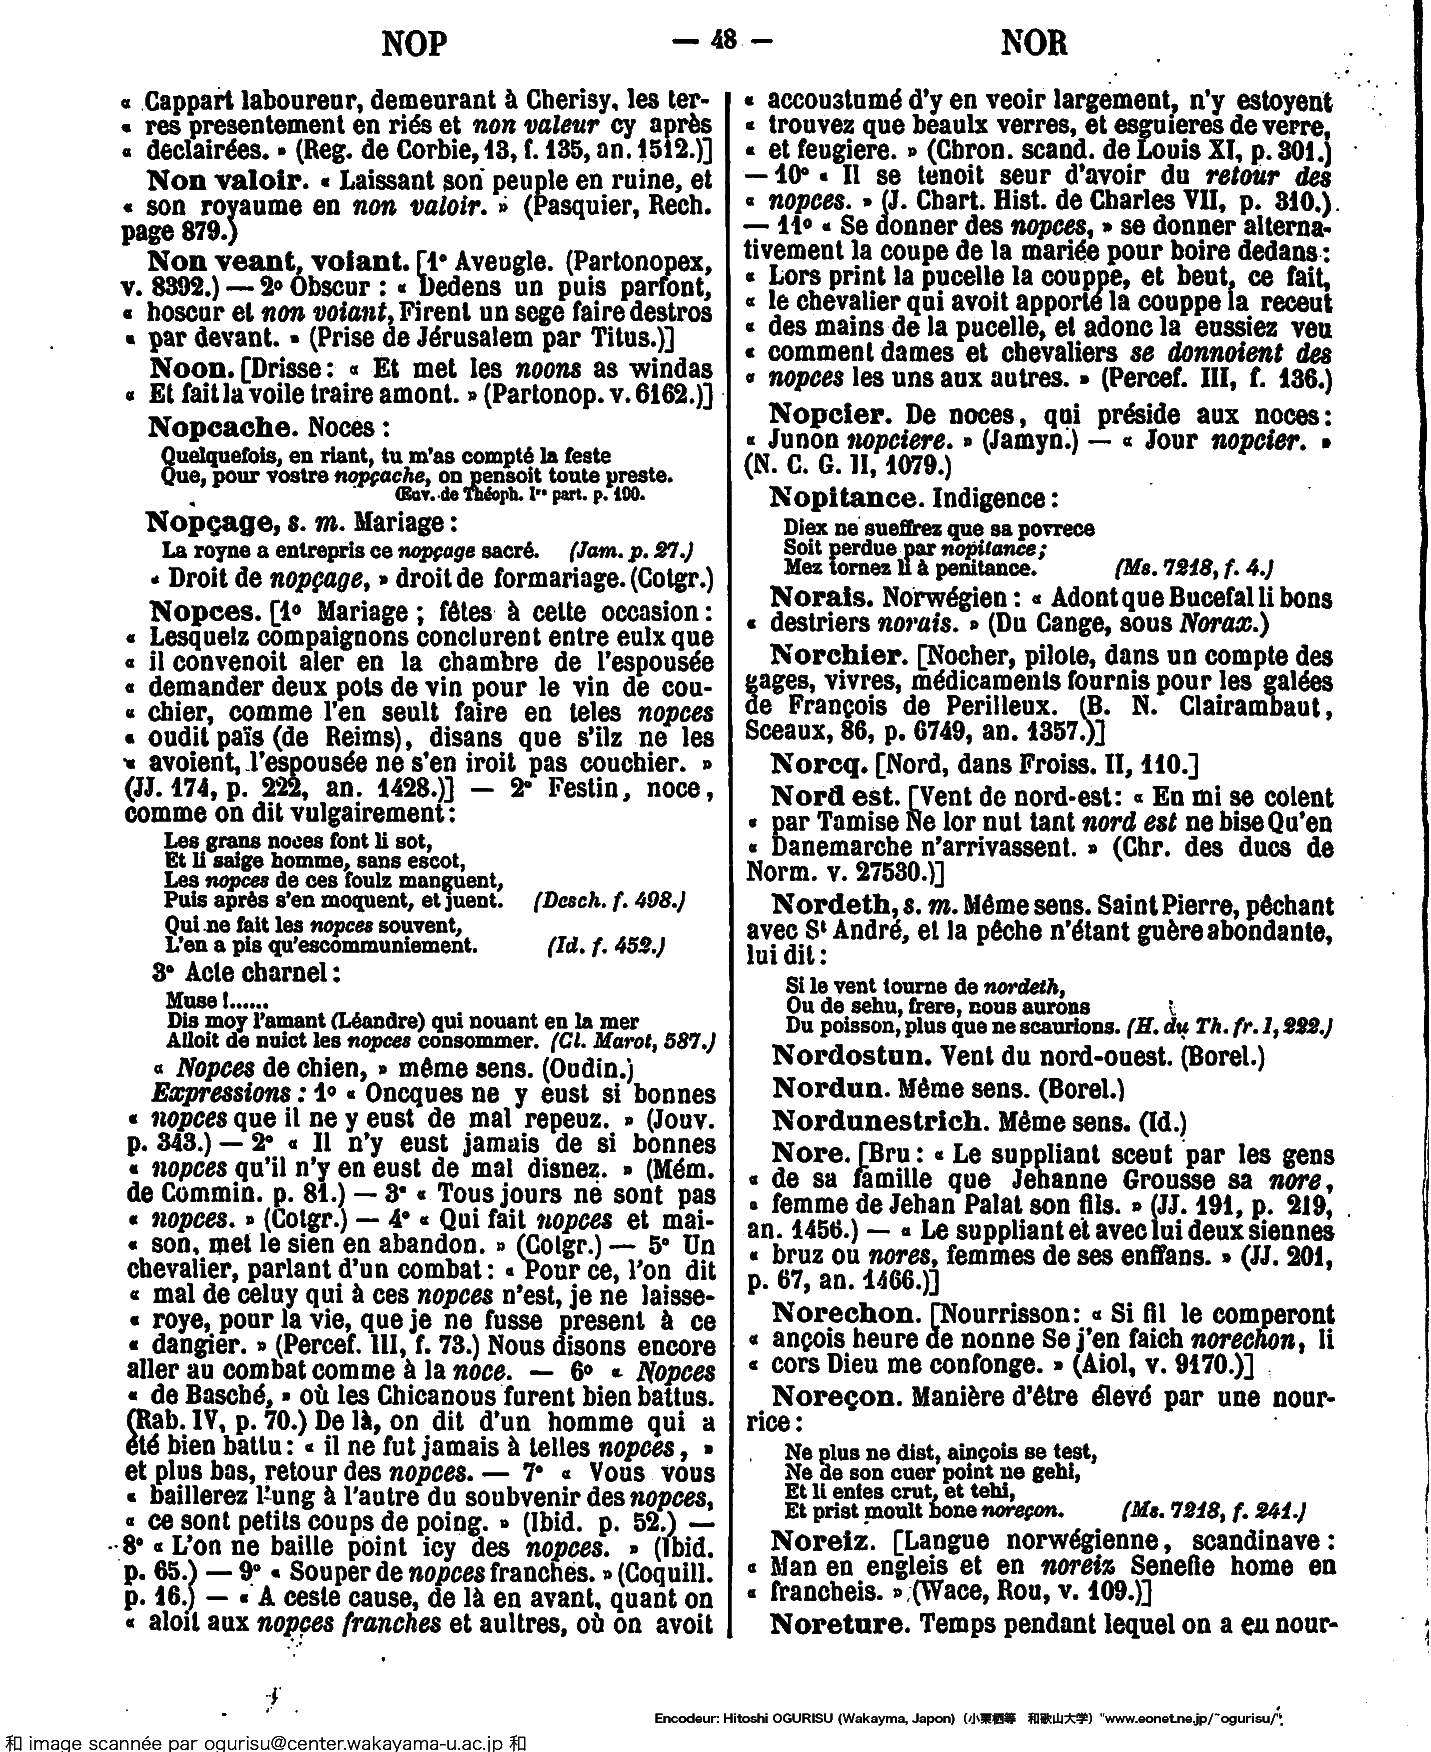 NOP — 48 — NOR
« Cappart laboureur, demeurant à Cherisy, les ter-
« res presentement en riés et non valeur cy après
« declairées. » (Reg. de Corbie, 13, f. 135, an. 1512.)]
Non valoir. « Laissant son peuple en ruine, et
« son royaume en non valoir. » (Pasquier, Rech.
page 879.)
Non veant, voiant. [1° Aveugle. (Partonopex,
v. 8392.) — 2° Obscur : « Dedens un puis parfont,
« hoscur et non voiant, Firent un sege faire destros
« par devant. » (Prise de Jérusalem par Titus.)]
Noon. [Drisse : « Et met les noons as windas
« Et fait la voile traire amont. » (Partonop. v. 6162.)]
Nopcache. Noces :
Quelquefois, en riant, tu m'as compté la feste
Que, pour vostre nopçache, on pensoit toute preste.
Œuv. de Théoph. Ire part. p. 100.
Nopçage, s. m. Mariage :
La royne a entrepris ce nopçage sacré. (Jam. p. 27.)
« Droit de nopçage, » droit de formariage. (Cotgr.)
Nopces. [1° Mariage ; fêtes à cette occasion :
« Lesquelz compaignons conclurent entre eulx que
« il convenoit aler en la chambre de l'espousée
« demander deux pots de vin pour le vin de cou-
« chier, comme l'en seult faire en teles nopces
« oudit païs (de Reims), disans que s'ilz ne les
« avoient, l'espousée ne s'en iroit pas couchier. »
(JJ. 174, p. 222, an. 1428.)] — 2° Festin, noce,
comme on dit vulgairement :
Les grans noces font li sot,
Et li saige homme, sans escot,
Les nopces de ces foulz manguent,
Puis après s'en moquent, et juent. (Desch. f. 498.)
Qui ne fait les nopces souvent,
L'en a pis qu'escommuniement. (Id. f. 452.)
3° Acte charnel :
Muse !......
Dis moy l'amant (Léandre) qui nouant en la mer
Alloit de nuict les nopces consommer. (Cl. Marot, 587.)
« Nopces de chien, » même sens. (Oudin.)
Expressions : 1° « Oncques ne y eust si bonnes
« nopces que il ne y eust de mal repeuz. » (Jouv.
p. 343.) — 2° « Il n'y eust jamais de si bonnes
« nopces qu'il n'y en eust de mal disnez. » (Mém.
de Commin. p. 81.) — 3° « Tous jours ne sont pas
« nopces. » (Cotgr.) — 4° « Qui fait nopces et mai-
« son, met le sien en abandon. » (Cotgr.) — 5° Un
chevalier, parlant d'un combat : « Pour ce, l'on dit
« mal de celuy qui à ces nopces n'est, je ne laisse-
« roye, pour la vie, que je ne fusse present à ce
« dangier. » (Percef. III, f. 73.) Nous disons encore
aller au combat comme à la noce. — 6° « Nopces
« de Basché, » où les Chicanous furent bien battus.
(Rab. IV, p. 70.) De là, on dit d'un homme qui a
été bien battu : « il ne fut jamais à telles nopces, »
et plus bas, retour des nopces. — 7° « Vous vous
« baillerez l'ung à l'autre du soubvenir des nopces,
« ce sont petits coups de poing. » (Ibid. p. 52.) —
8° « L'on ne baille point icy des nopces. » (Ibid.
p. 65.) — 9° « Souper de nopces franches. » (Coquill.
p. 16.) — « A ceste cause, de là en avant, quant on
« aloit aux nopces franches et aultres, où on avoit
« accoustumé d'y en veoir largement, n'y estoyent
« trouvez que beaulx verres, et esguieres de verre,
« et feugiere. » (Chron. scand. de Louis XI, p. 301.)
— 10° « Il se tenoit seur d'avoir du retour des
« nopces. » (J. Chart. Hist. de Charles VII, p. 310.)
— 11° « Se donner des nopces, » se donner alterna-
tivement la coupe de la mariée pour boire dedans :
« Lors print la pucelle la couppe, et beut, ce fait,
« le chevalier qui avoit apporté la couppe la receut
« des mains de la pucelle, et adonc la eussiez veu
« comment dames et chevaliers se donnoient des
« nopces les uns aux autres. » (Percef. III, f. 136.)
Nopcier. De noces, qui préside aux noces :
« Junon nopciere. » (Jamyn.) — « Jour nopcier. »
(N. C. G. II, 1079.)
Nopitance. Indigence :
Diex ne sueffrez que sa povrece
Soit perdue par nopitance ;
Mez tornez li à penitance. (Ms. 7218, f. 4.)
Norais. Norwégien : « Adont que Bucefal li bons
« destriers norais. » (Du Cange, sous Norax.)
Norchier. [Nocher, pilote, dans un compte des
gages, vivres, médicaments fournis pour les galées
de François de Perilleux. (B. N. Clairambaut,
Sceaux, 86, p. 6749, an. 1357.)]
Norcq. [Nord, dans Froiss. II, 110.]
Nord est. [Vent de nord-est : « En mi se colent
« par Tamise Ne lor nut tant nord est ne bise Qu'en
« Danemarche n'arrivassent. » (Chr. des ducs de
Norm. v. 27530.)]
Nordeth, s. m. Même sens. Saint Pierre, pêchant
avec St André, et la pêche n'étant guère abondante,
lui dit :
Si le vent tourne de nordeth,
Ou de sehu, frere, nous aurons
Du poisson, plus que ne scaurions. (H. du Th. fr. I, 222.)
Nordostun. Vent du nord-ouest. (Borel.)
Nordun. Même sens. (Borel.)
Nordunestrich. Même sens. (Id.)
Nore. [Bru : « Le suppliant sceut par les gens
« de sa famille que Jehanne Grousse sa nore,
« femme de Jehan Palat son fils. » (JJ. 191, p. 219,
an. 1456.) — « Le suppliant et avec lui deux siennes
« bruz ou nores, femmes de ses enffans. » (JJ. 201,
p. 67, an. 1466.)]
Norechon. [Nourrisson : « Si fil le comperont
« ançois heure de nonne Se j'en faich norechon, li
« cors Dieu me confonge. » (Aiol, v. 9170.)]
Noreçon. Manière d'être élevé par une nour-
rice :
Ne plus ne dist, ainçois se test,
Ne de son cuer point ne gehi,
Et li enfes crut, et tehi,
Et prist moult bone noreçon. (Ms. 7218, f. 241.)
Noreiz. [Langue norwégienne, scandinave :
« Man en engleis et en noreiz Senefie home en
« francheis. » (Wace, Rou, v. 109.)]
Noreture. Temps pendant lequel on a eu nour-
Encodeur: Hitoshi OGURISU (Wakayma, Japon) (小栗栖等 和歌山大学) "www.eonet.ne.jp/~ogurisu/"
和 image scannée par ogurisu@center.wakayama-u.ac.jp 和